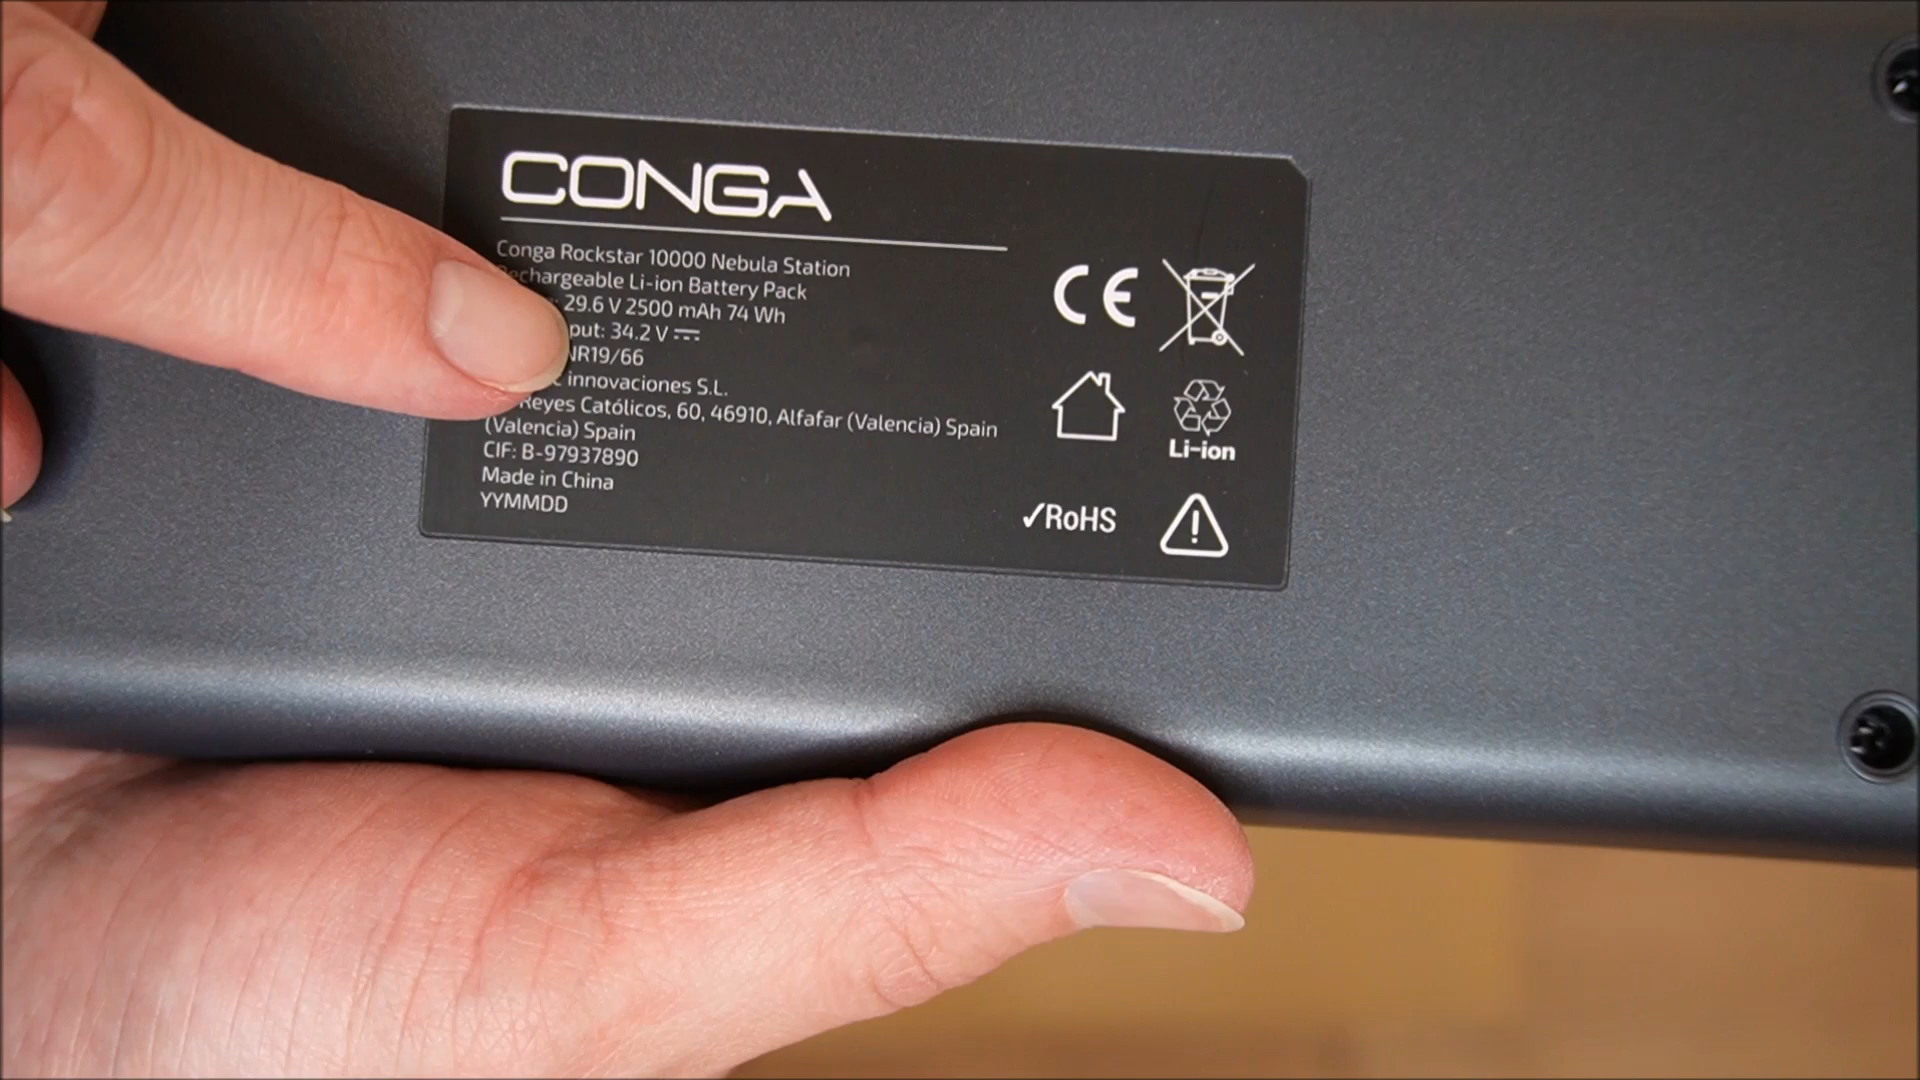 CONGA
Conga Rockstar 10000 Nebula Station
Rechargeable Li-ion Battery Pack
29.6 V 2500 mAh 74 Wh
34.2 V
NR19/66
innovaciones S.L.
Reyes Católicos, 60, 46910, Alfafar (Valencia) Spain
(Valencia) Spain
CIF: B-97937890
Made in China
YYMMDD
CE
Li-ion
✓RoHS